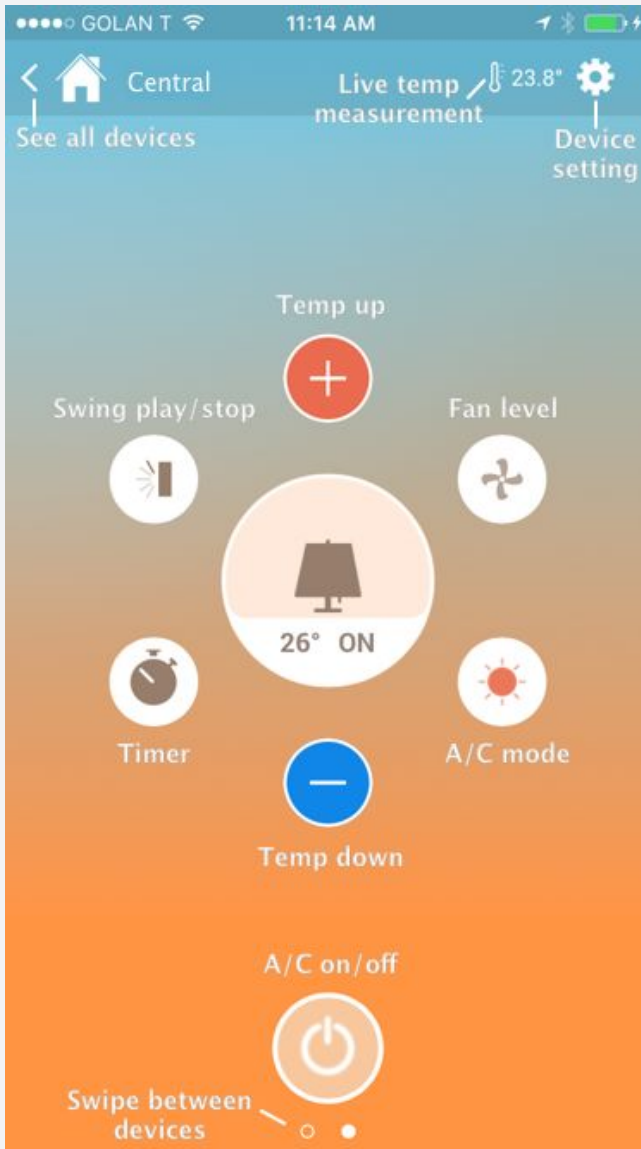 GOLAN T 11:14 AM
Central
23.8°
Live temp
measurement
See all devices
Device
setting
Temp up
Swing play/stop
Fan level
26° ON
Timer
A/C mode
Temp down
A/C on/off
Swipe between
devices